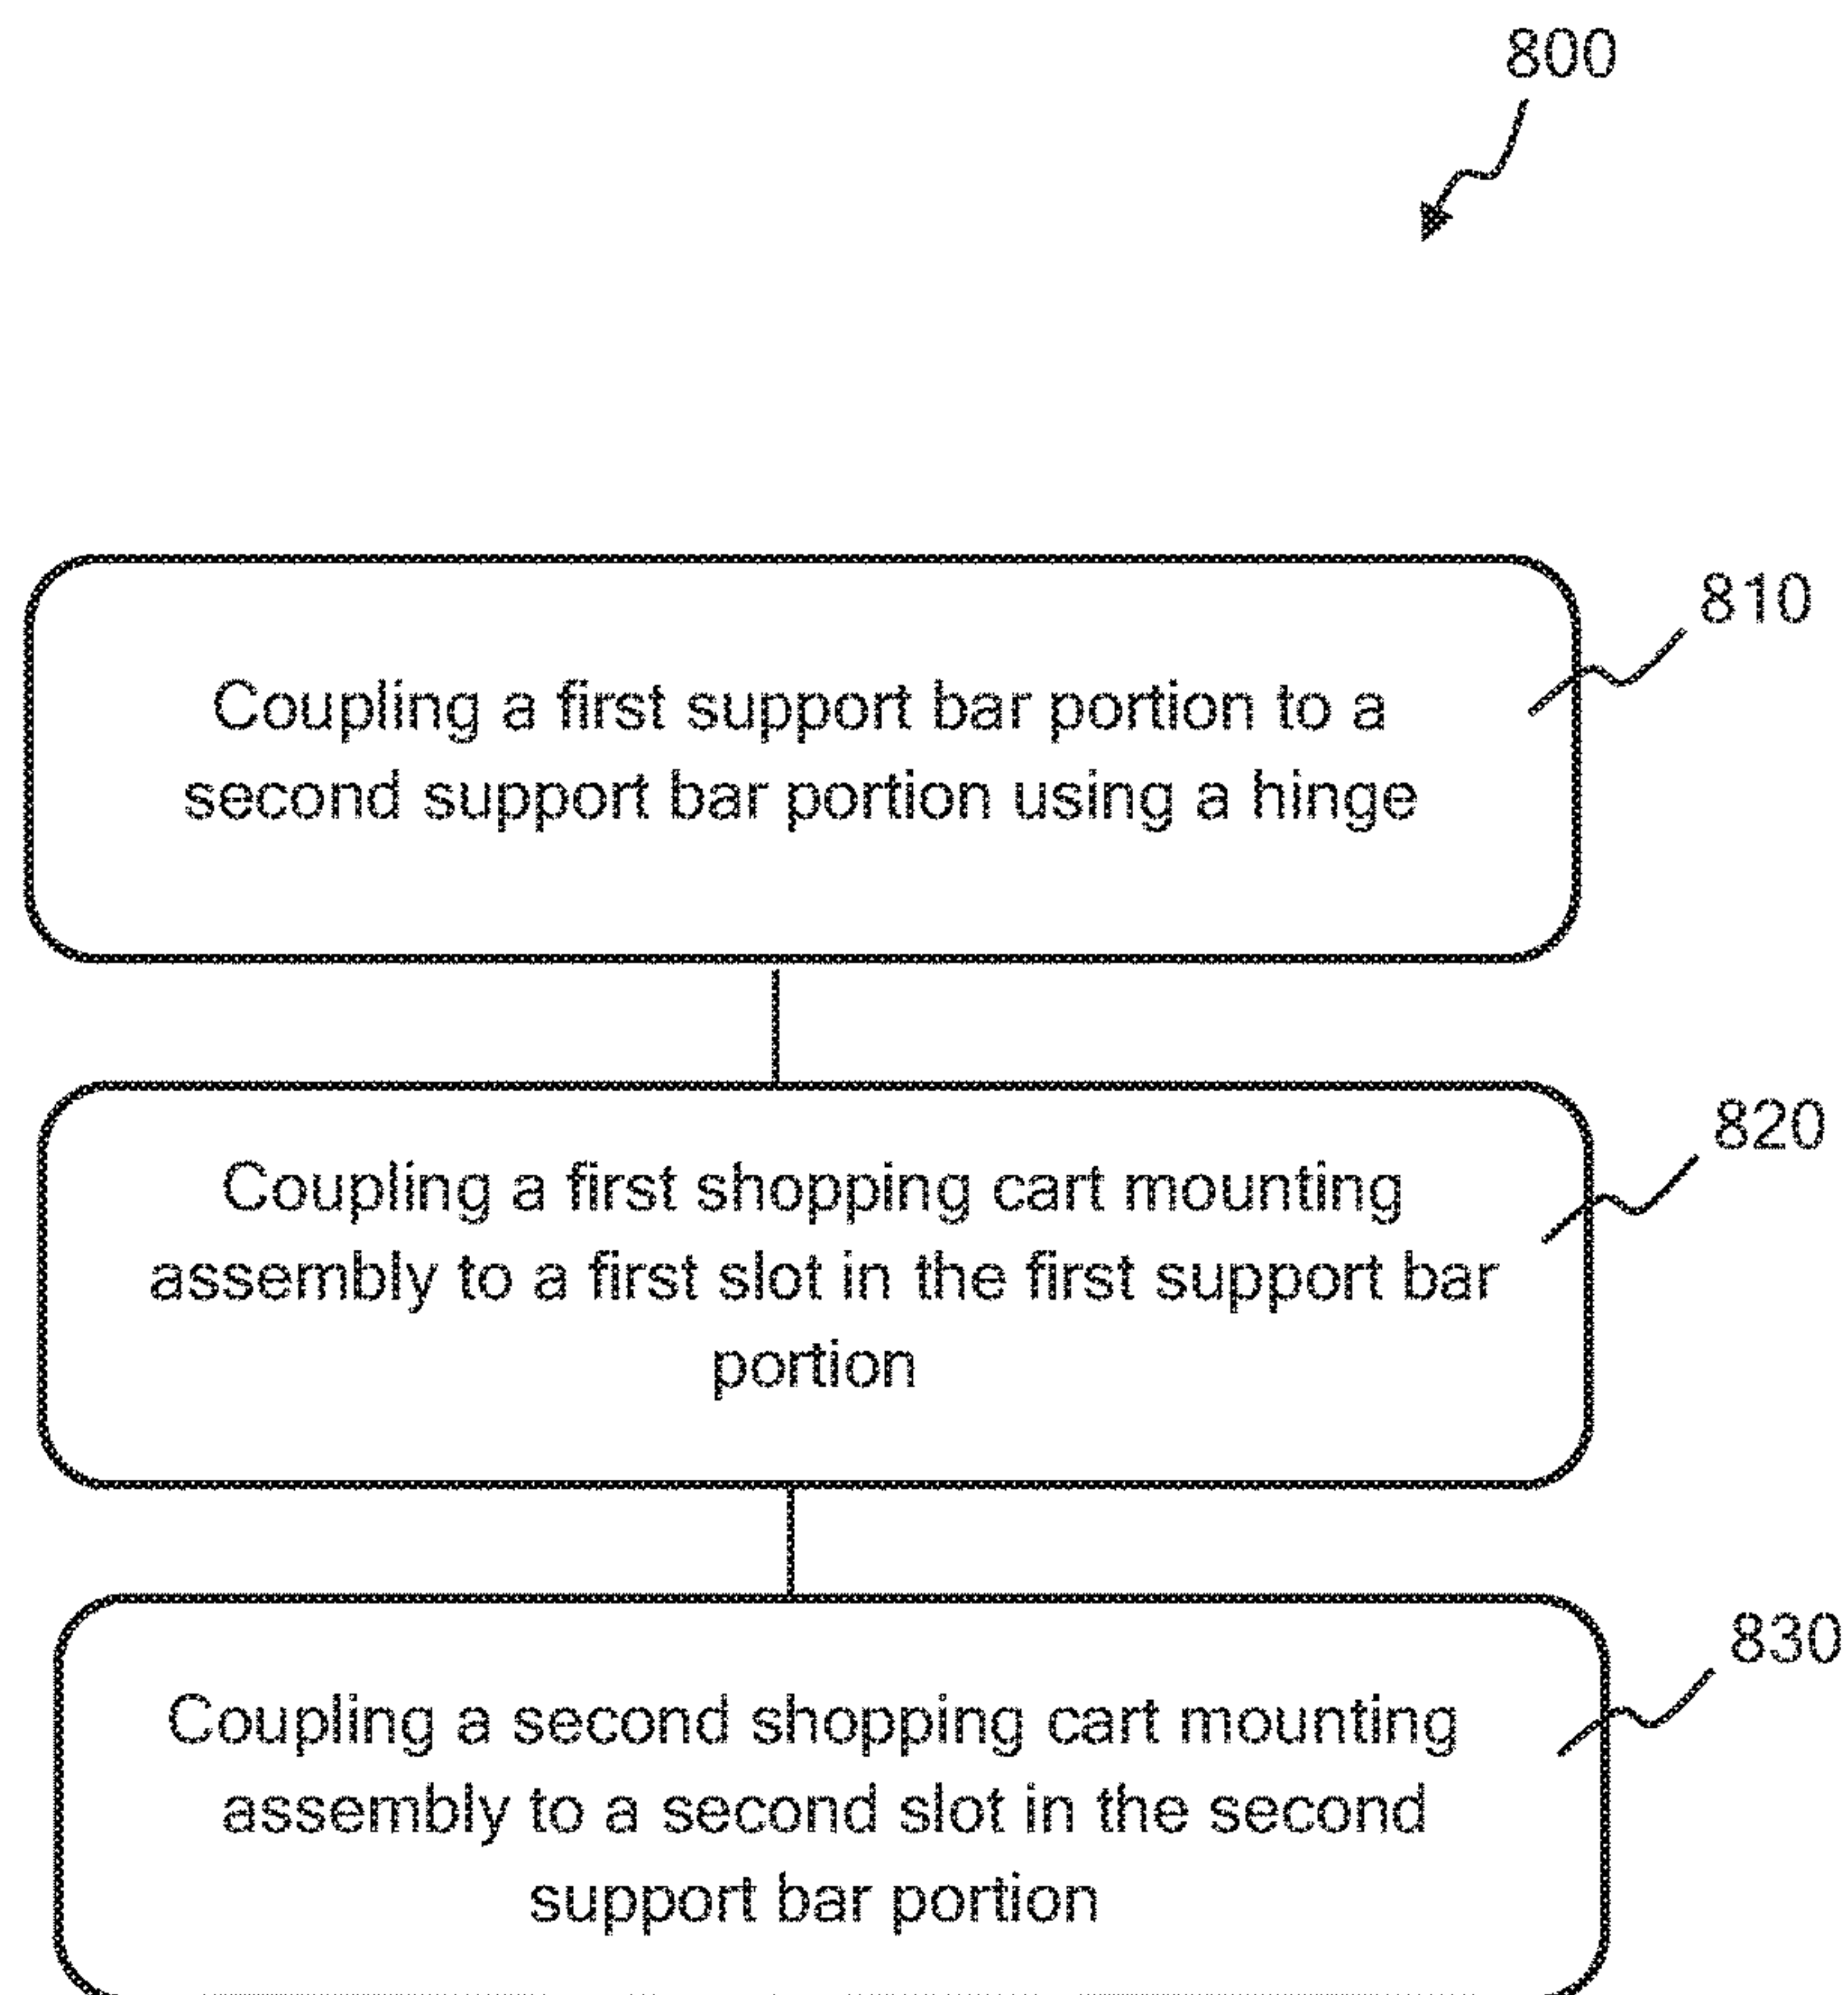 800
810
Coupling a first support bar portion to a
second support bar portion using a hinge
820
Coupling a first shopping cart mounting
assembly to a first slot in the first support bar
portion
830
Coupling a second shopping cart mounting
assembly to a second slot in the second
support bar portion